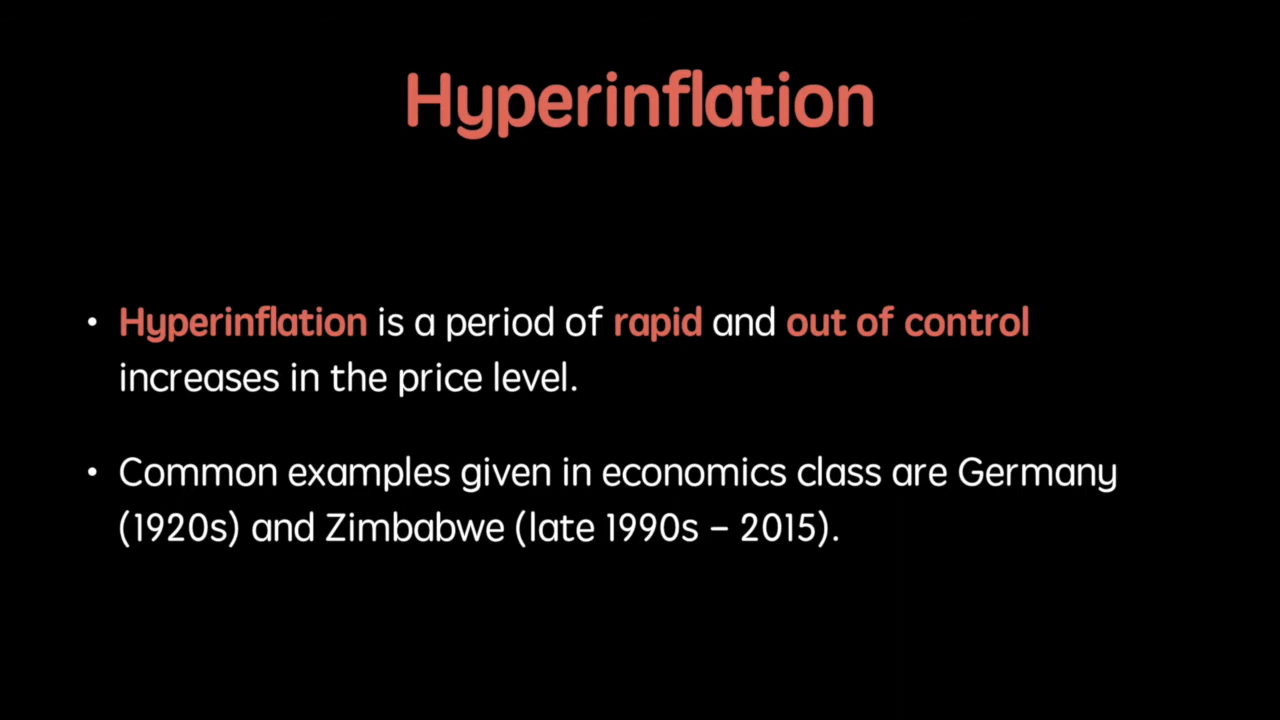 Hyperinflation
• Hyperinflation is a period of rapid and out of control
increases in the price level.
• Common examples given in economics class are Germany
(1920s) and Zimbabwe (late 1990s – 2015).